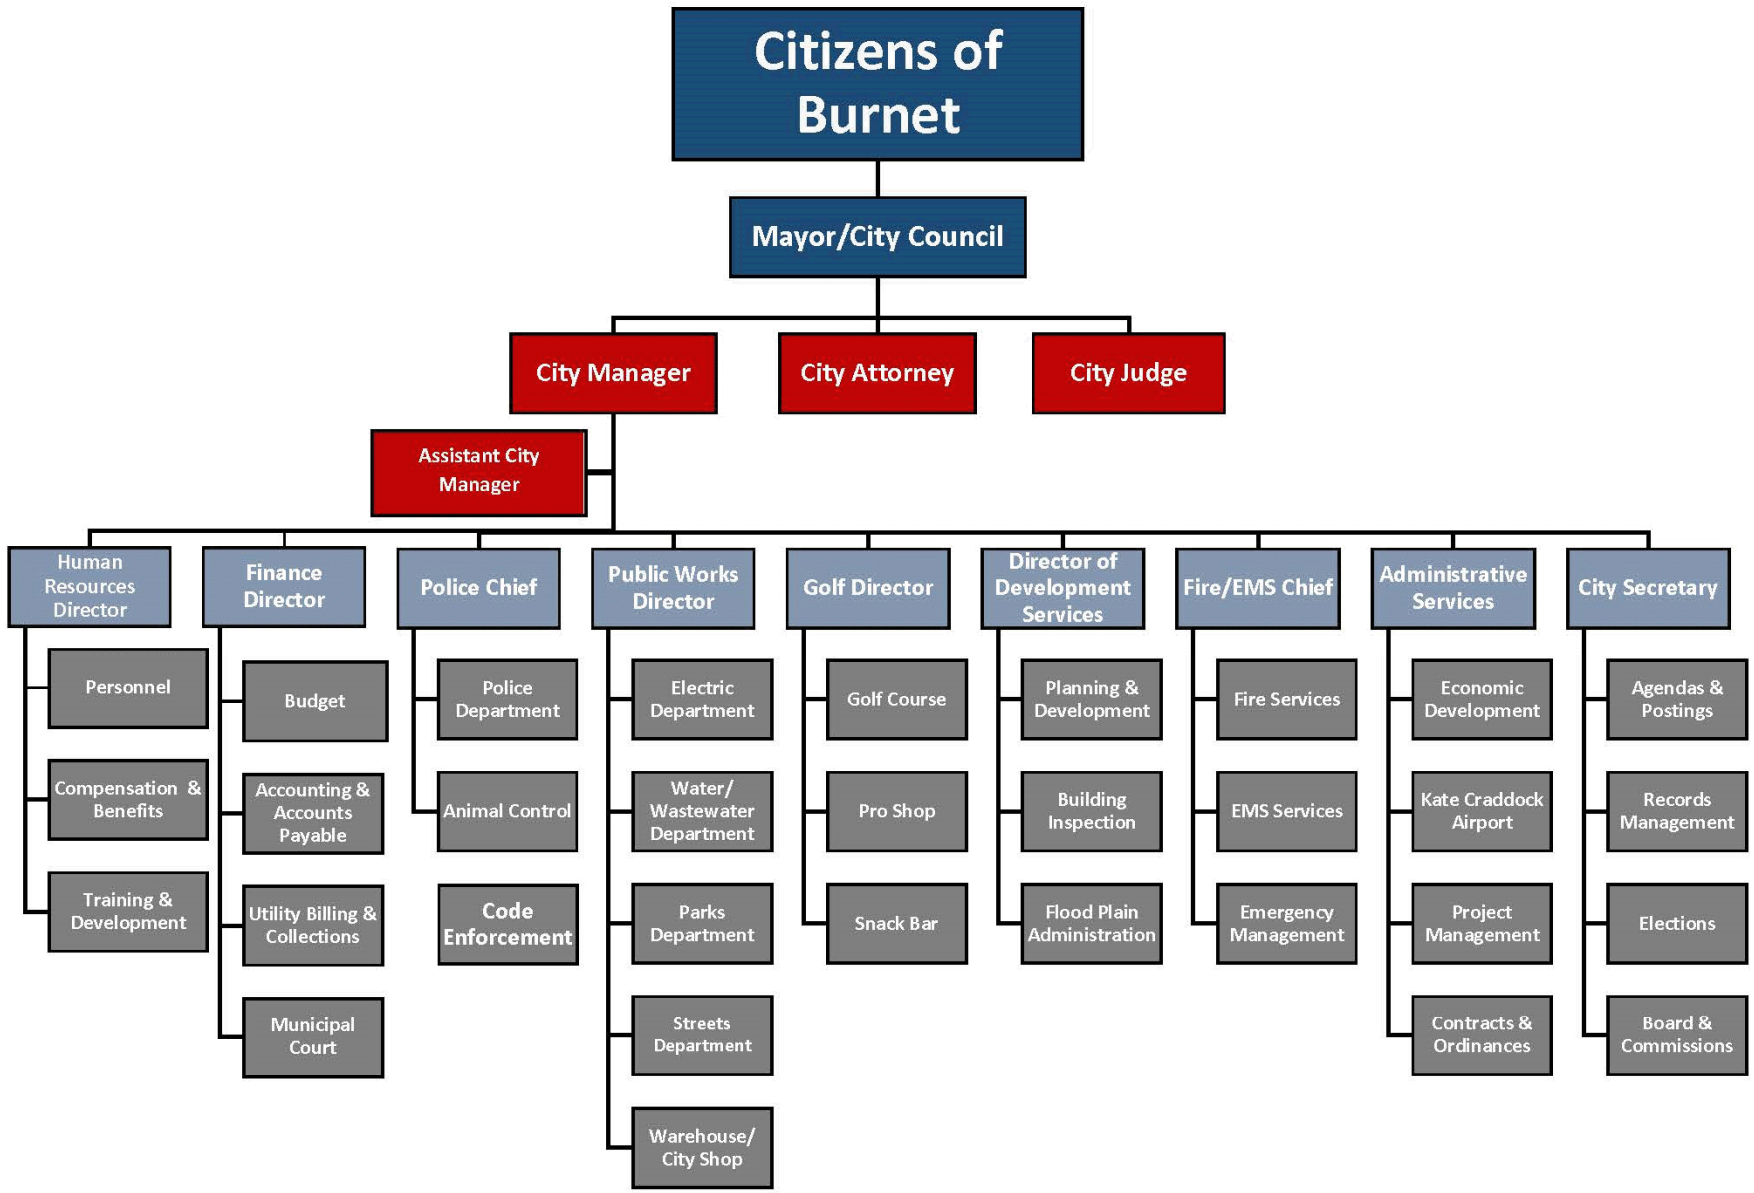 Citizens of
Burnet
Mayor/City Council
City Manager
City Attorney
City Judge
Assistant City
Manager
Human
Resources
Director
Finance
Director
Police Chief
Public Works
Director
Golf Director
Director of
Development
Services
Fire/EMS Chief
Administrative
Services
City Secretary
Personnel
Compensation & 
Benefits
Training &
Development
Budget
Accounting &
Accounts
Payable
Utility Billing &
Collections
Municipal
Court
Police
Department
Animal Control
Code
Enforcement
Electric
Department
Water/
Wastewater
Department
Parks
Department
Streets
Department
Warehouse/
City Shop
Golf Course
Pro Shop
Snack Bar
Planning &
Development
Building
Inspection
Flood Plain
Administration
Fire Services
EMS Services
Emergency
Management
Economic
Development
Kate Craddock
Airport
Project
Management
Contracts &
Ordinances
Agendas &
Postings
Records
Management
Elections
Board &
Commissions